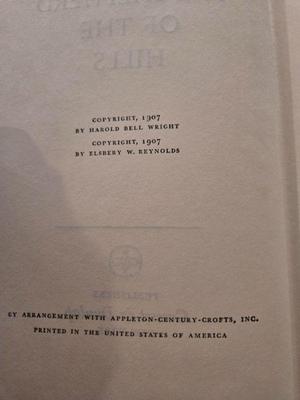 COPYRIGHT, 1907
BY HAROLD BELL WRIGHT
COPYRIGHT, 1907
BY ELSBERY W. REYNOLDS
BY ARRANGEMENT WITH APPLETON-CENTURY-CROFTS, INC.
PRINTED IN THE UNITED STATES OF AMERICA